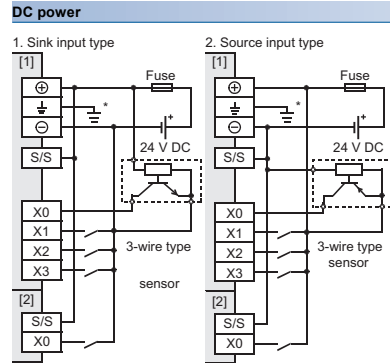 DC power
1. Sink input type
[1]
Fuse
*
+
24 V DC
S/S
X0
X1
X2
X3
3-wire type
sensor
[2]
S/S
X0
2. Source input type
[1]
Fuse
*
+
24 V DC
S/S
X0
X1
X2
X3
3-wire type
sensor
[2]
S/S
X0